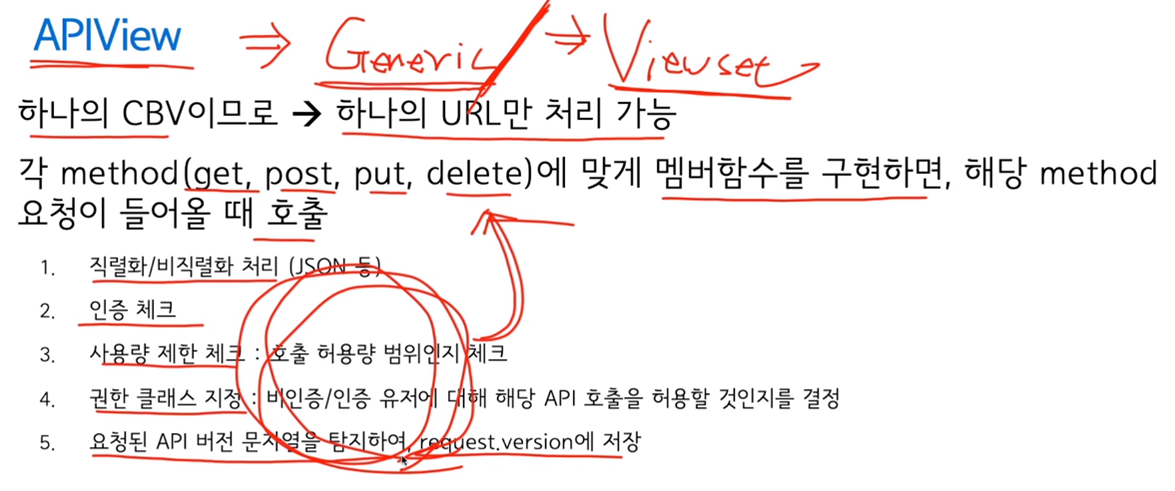 APIView ⇒ Generic ⇒ Viewset
하나의 CBV이므로 → 하나의 URL만 처리 가능
각 method(get, post, put, delete)에 맞게 멤버함수를 구현하면, 해당 method
요청이 들어올 때 호출
1. 직렬화/비직렬화 처리 (JSON 등)
2. 인증 체크
3. 사용량 제한 체크 : 호출 허용량 범위인지 체크
4. 권한 클래스 지정 : 비인증/인증 유저에 대해 해당 API 호출을 허용할 것인지를 결정
5. 요청된 API 버전 문자열을 탐지하여, request.version에 저장